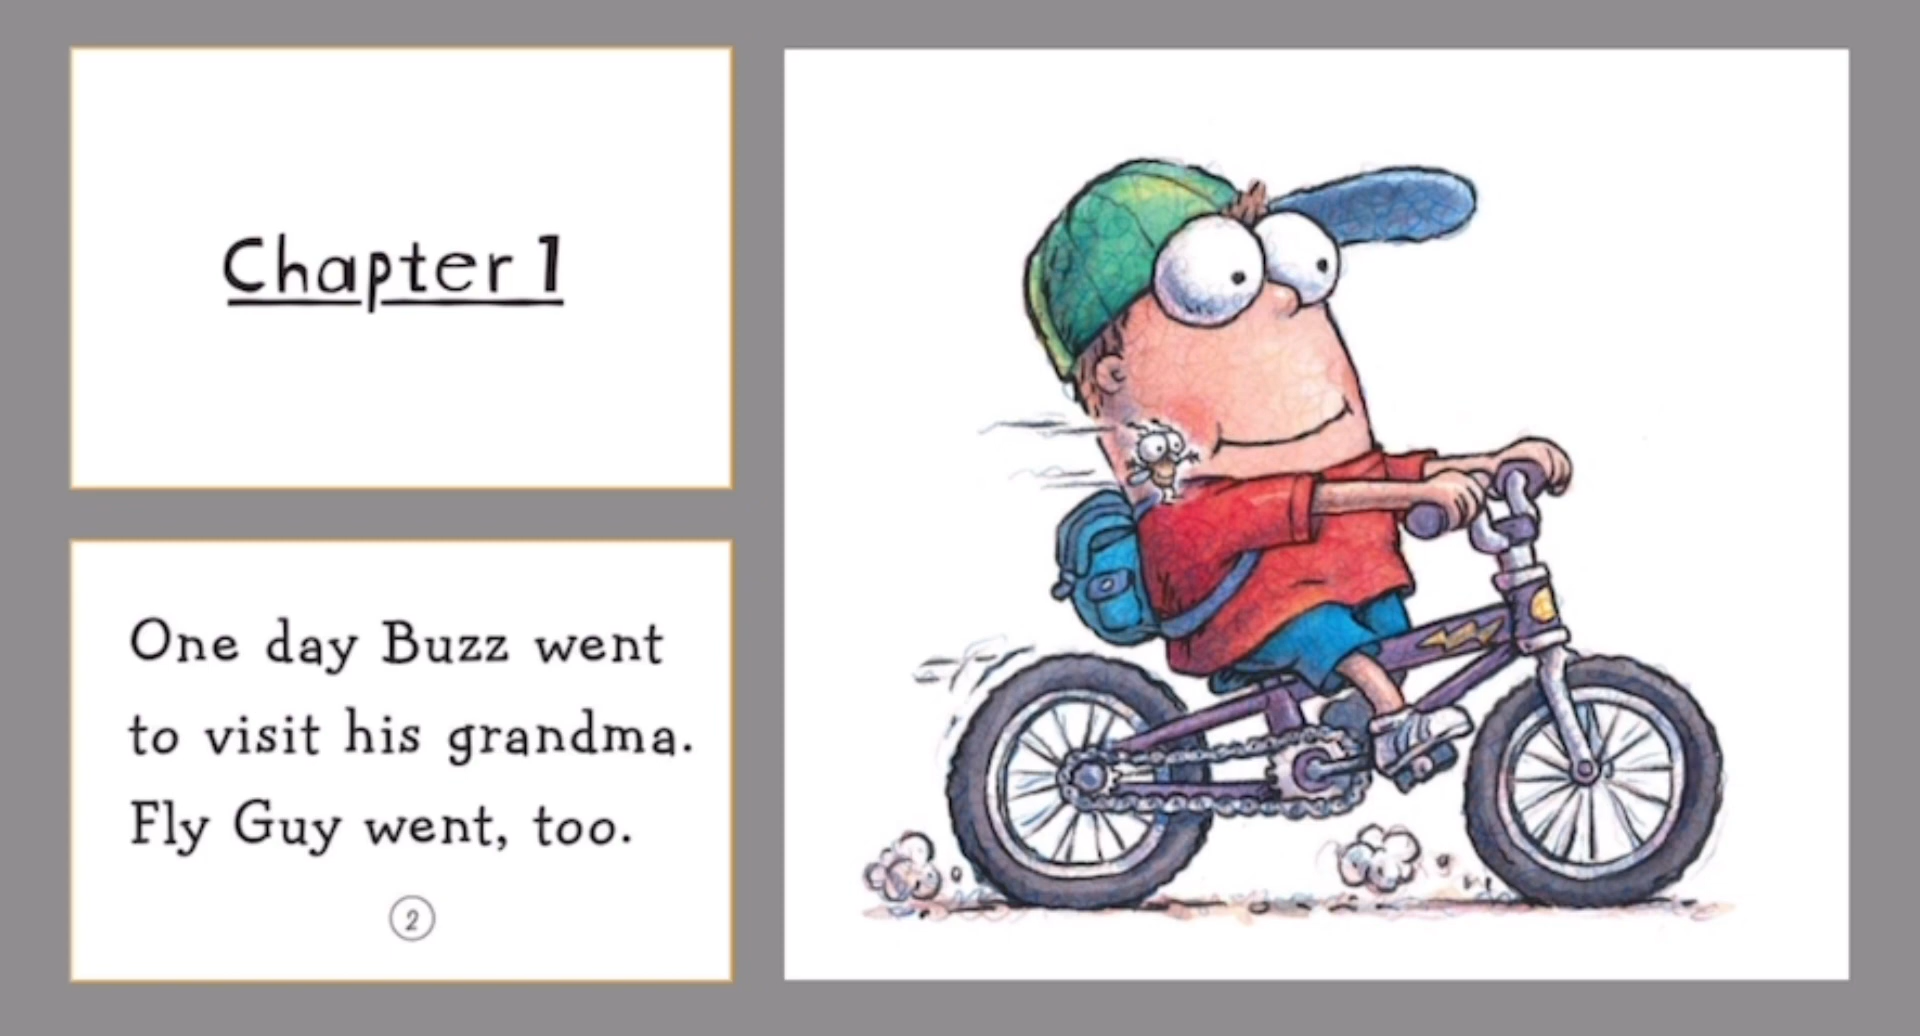 Chapter 1
One day Buzz went
to visit his grandma.
Fly Guy went, too.
2